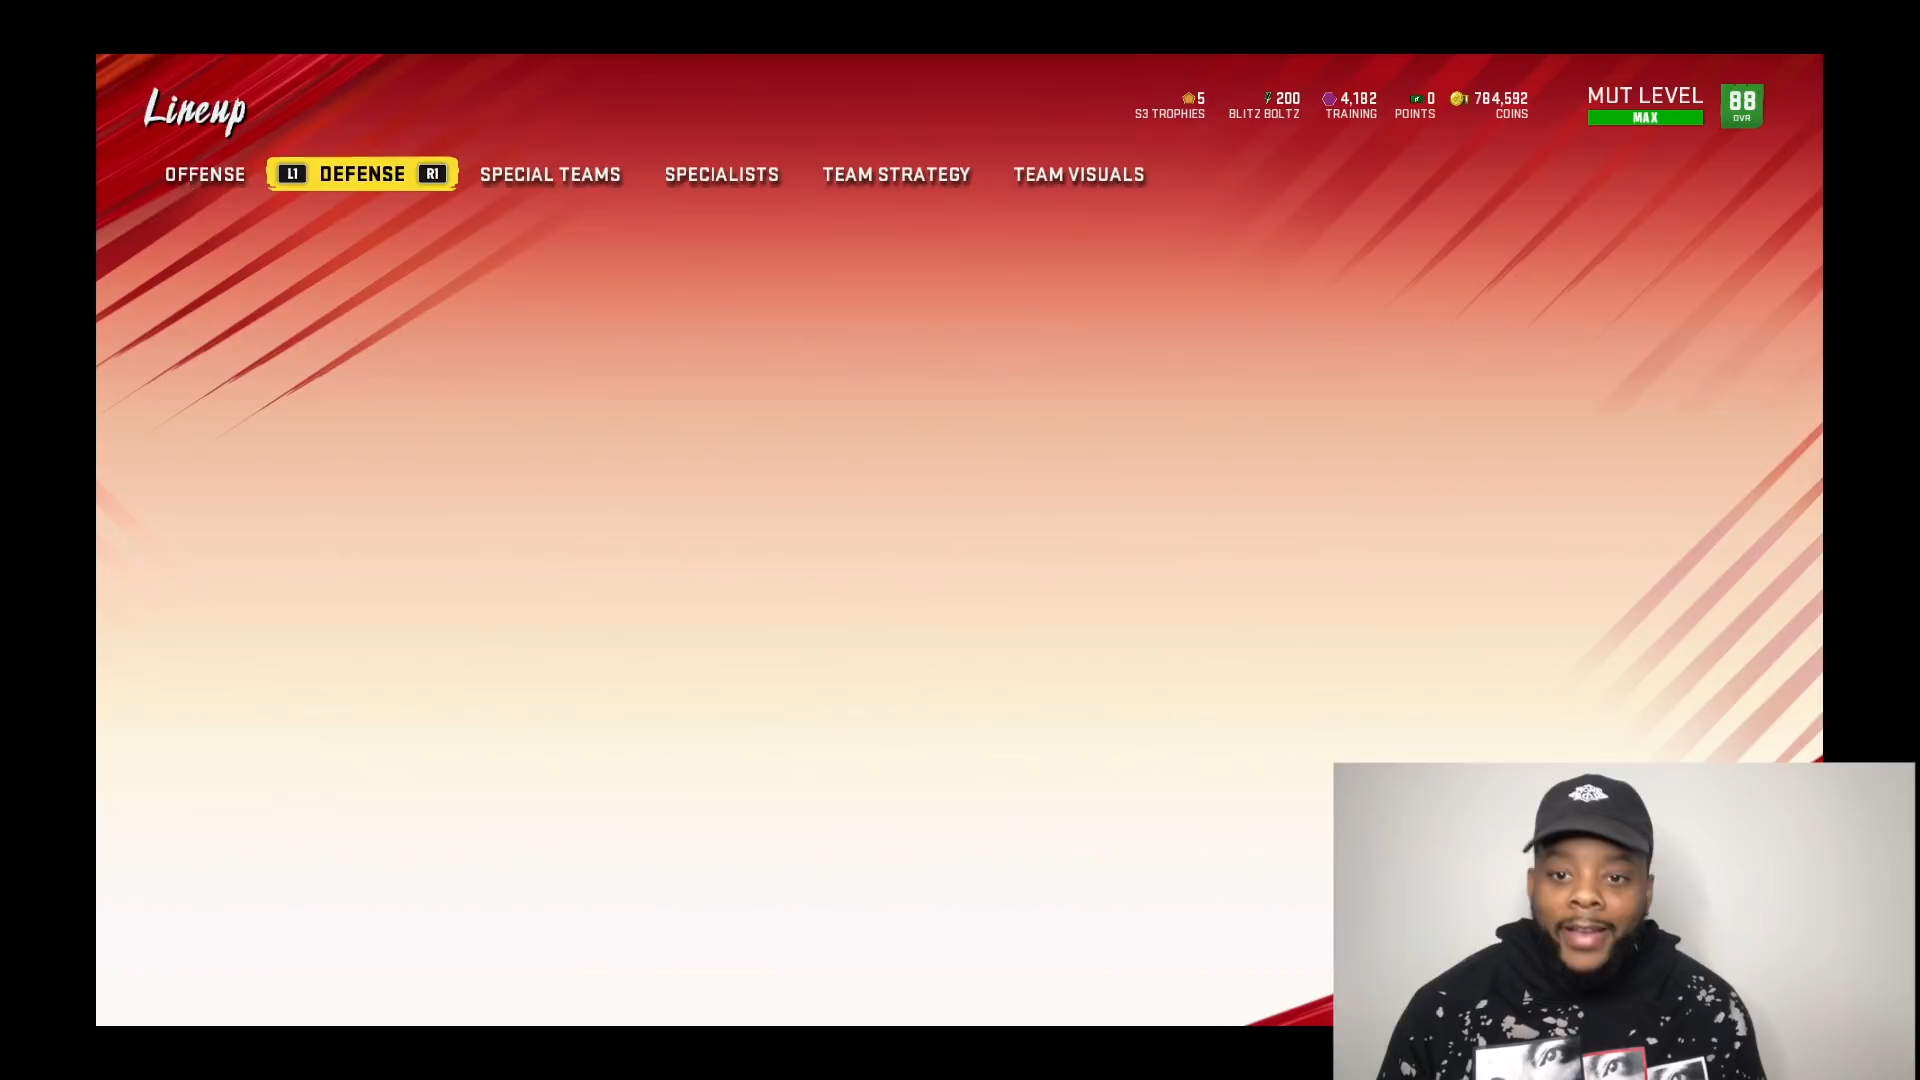 Lineup
5
S3 TROPHIES
200
BLITZ BOLTZ
4,182
TRAINING
0
POINTS
784,592
COINS
MUT LEVEL
MAX
88
OVR
OFFENSE
L1 DEFENSE R1
SPECIAL TEAMS
SPECIALISTS
TEAM STRATEGY
TEAM VISUALS